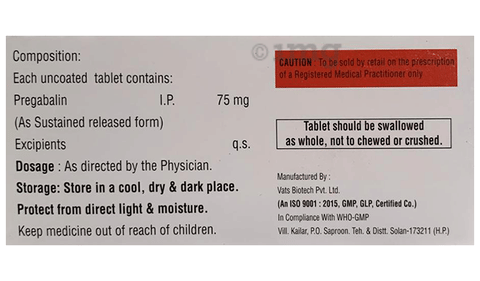 Composition:
Each uncoated tablet contains:
Pregabalin I.P. 75 mg
(As Sustained released form)
Excipients q.s.
Dosage : As directed by the Physician.
Storage: Store in a cool, dry & dark place.
Protect from direct light & moisture.
Keep medicine out of reach of children.
CAUTION : To be sold by retail on the prescription
of a Registered Medical Practitioner only
Tablet should be swallowed
as whole, not to chewed or crushed.
Manufactured By :
Vats Biotech Pvt. Ltd.
(An ISO 9001 : 2015, GMP, GLP, Certified Co.)
In Compliance With WHO-GMP
Vill. Kailar, P.O. Saproon. Teh. & Distt. Solan-173211 (H.P.)